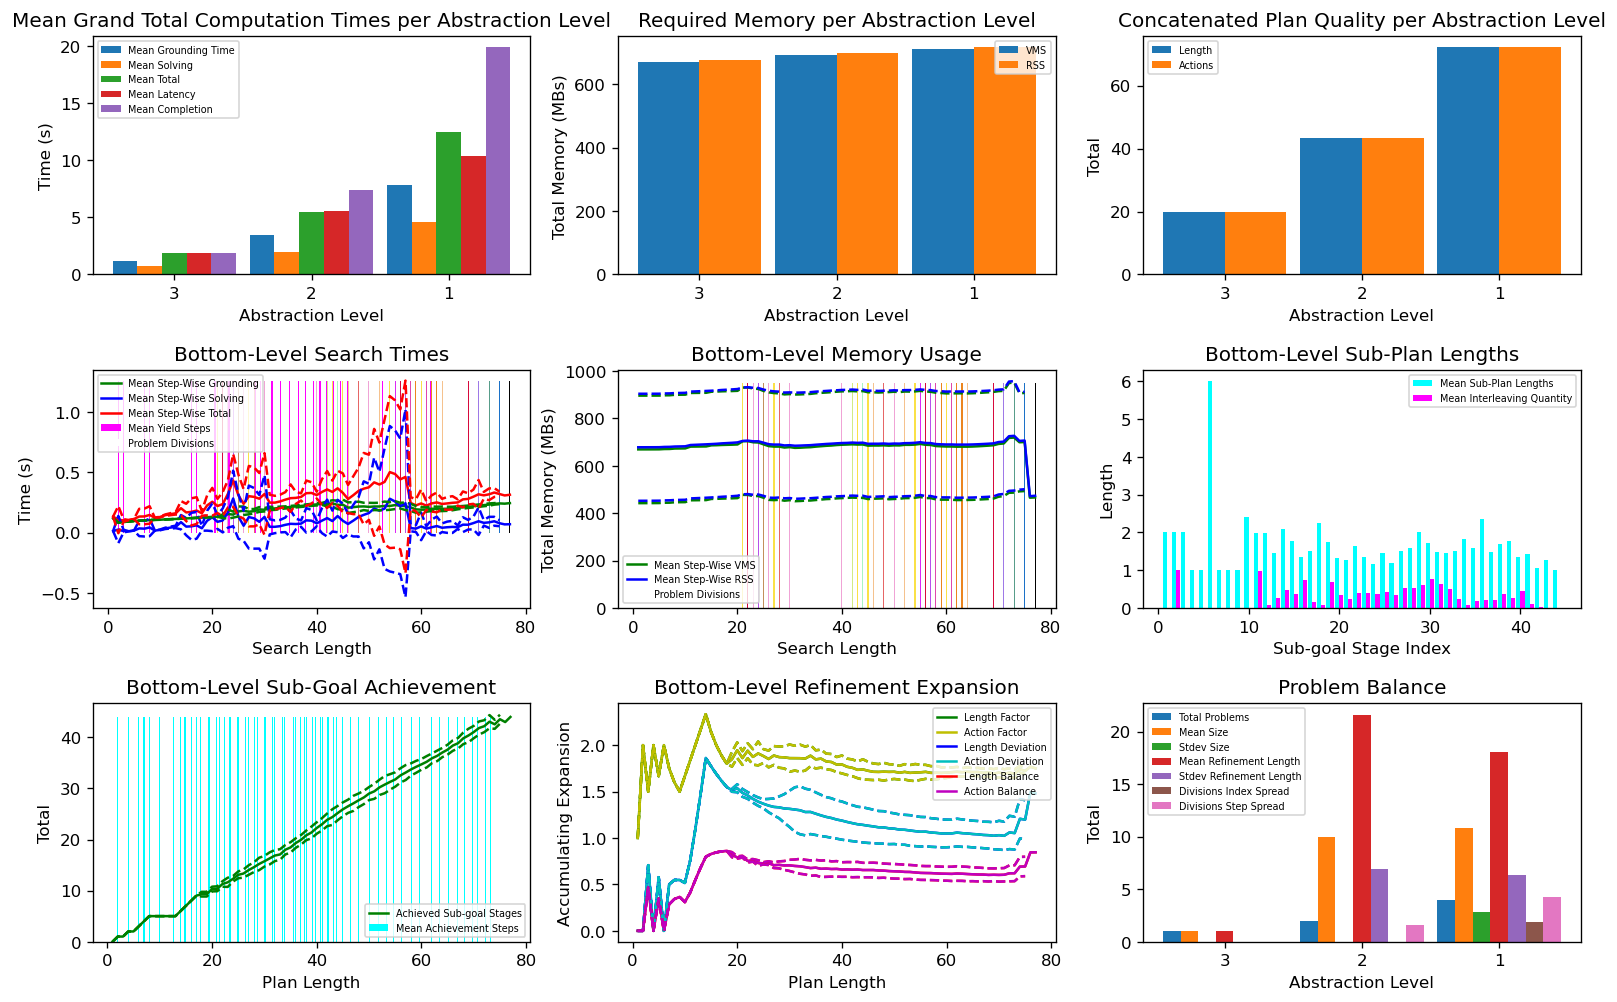 Mean Grand Total Computation Times per Abstraction Level
20
15
10
5
0
Time (s)
Mean Grounding Time
Mean Solving
Mean Total
Mean Latency
Mean Completion
3 2 1
Abstraction Level
Required Memory per Abstraction Level
600
400
200
0
Total Memory (MBs)
VMS
RSS
3 2 1
Abstraction Level
Concatenated Plan Quality per Abstraction Level
60
40
20
0
Total
Length
Actions
3 2 1
Abstraction Level
Bottom-Level Search Times
1.0
0.5
0.0
−0.5
Time (s)
Mean Step-Wise Grounding
Mean Step-Wise Solving
Mean Step-Wise Total
Mean Yield Steps
Problem Divisions
0 20 40 60 80
Search Length
Bottom-Level Memory Usage
1000
800
600
400
200
0
Total Memory (MBs)
Mean Step-Wise VMS
Mean Step-Wise RSS
Problem Divisions
0 20 40 60 80
Search Length
Bottom-Level Sub-Plan Lengths
6
5
4
3
2
1
0
Length
Mean Sub-Plan Lengths
Mean Interleaving Quantity
0 10 20 30 40
Sub-goal Stage Index
Bottom-Level Sub-Goal Achievement
40
30
20
10
0
Total
Achieved Sub-goal Stages
Mean Achievement Steps
0 20 40 60 80
Plan Length
Bottom-Level Refinement Expansion
2.0
1.5
1.0
0.5
0.0
Accumulating Expansion
Length Factor
Action Factor
Length Deviation
Action Deviation
Length Balance
Action Balance
0 20 40 60 80
Plan Length
Problem Balance
20
15
10
5
0
Total
Total Problems
Mean Size
Stdev Size
Mean Refinement Length
Stdev Refinement Length
Divisions Index Spread
Divisions Step Spread
3 2 1
Abstraction Level